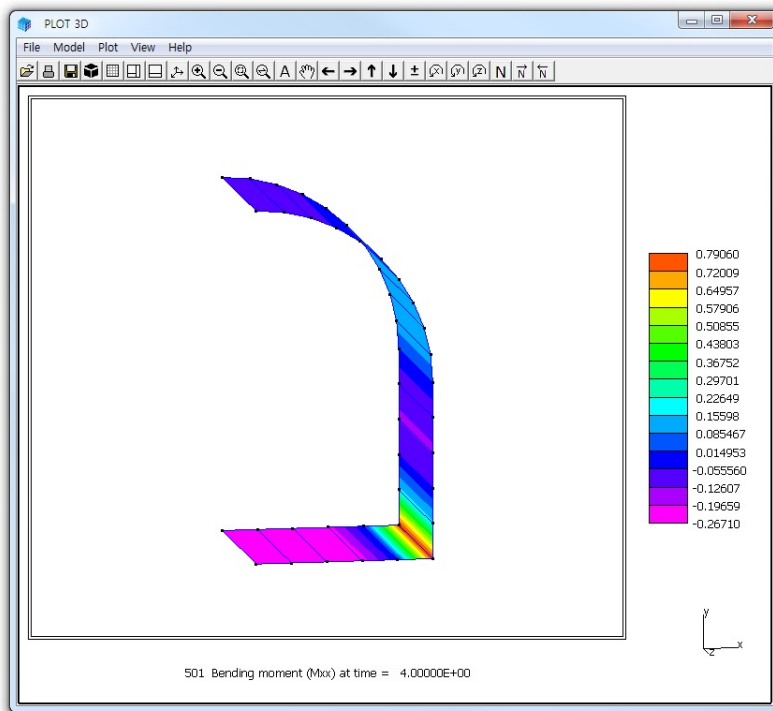 PLOT 3D
File Model Plot View Help
A N N N
0.79060
0.72009
0.64957
0.57906
0.50855
0.43803
0.36752
0.29701
0.22649
0.15598
0.085467
0.014953
-0.055560
-0.12607
-0.19659
-0.26710
y
x
z
501 Bending moment (Mxx) at time = 4.00000E+00